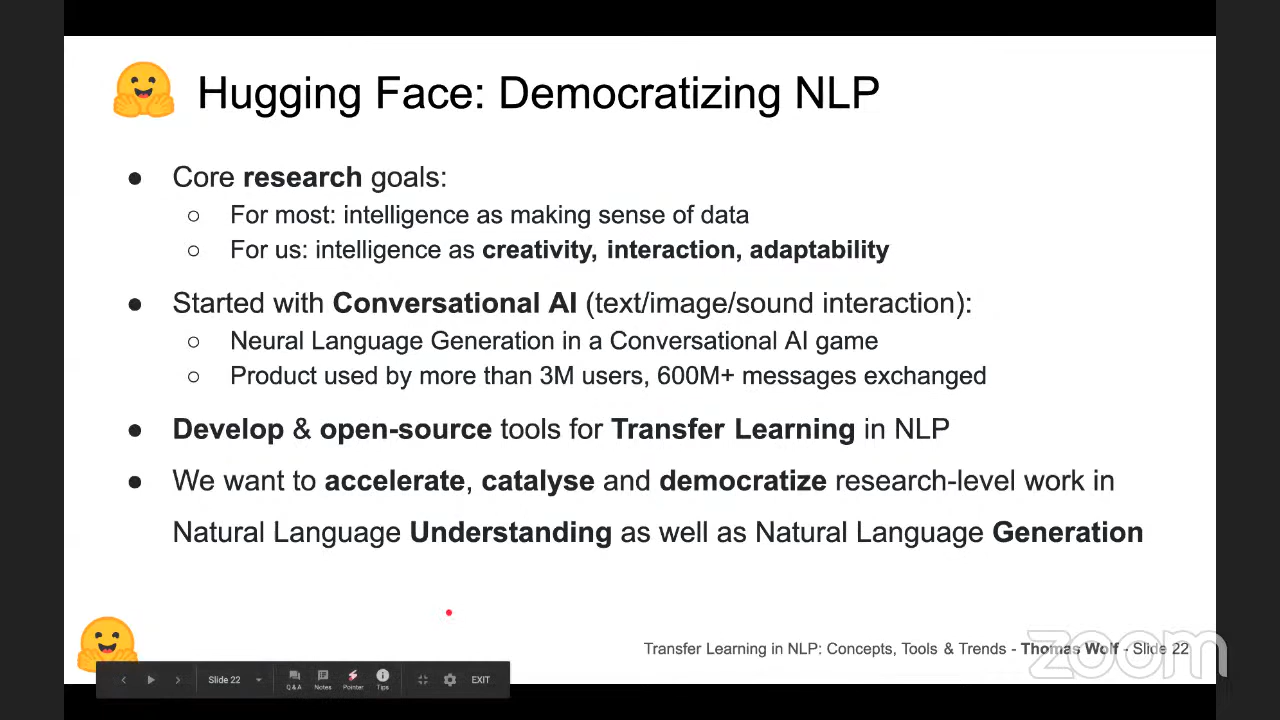 Hugging Face: Democratizing NLP
● Core research goals:
○ For most: intelligence as making sense of data
○ For us: intelligence as creativity, interaction, adaptability
● Started with Conversational AI (text/image/sound interaction):
○ Neural Language Generation in a Conversational AI game
○ Product used by more than 3M users, 600M+ messages exchanged
● Develop & open-source tools for Transfer Learning in NLP
● We want to accelerate, catalyse and democratize research-level work in
Natural Language Understanding as well as Natural Language Generation
Transfer Learning in NLP: Concepts, Tools & Trends - Thomas Wolf - Slide 22
zoom
Slide 22
Q&A
Notes
Pointer
Tips
EXIT